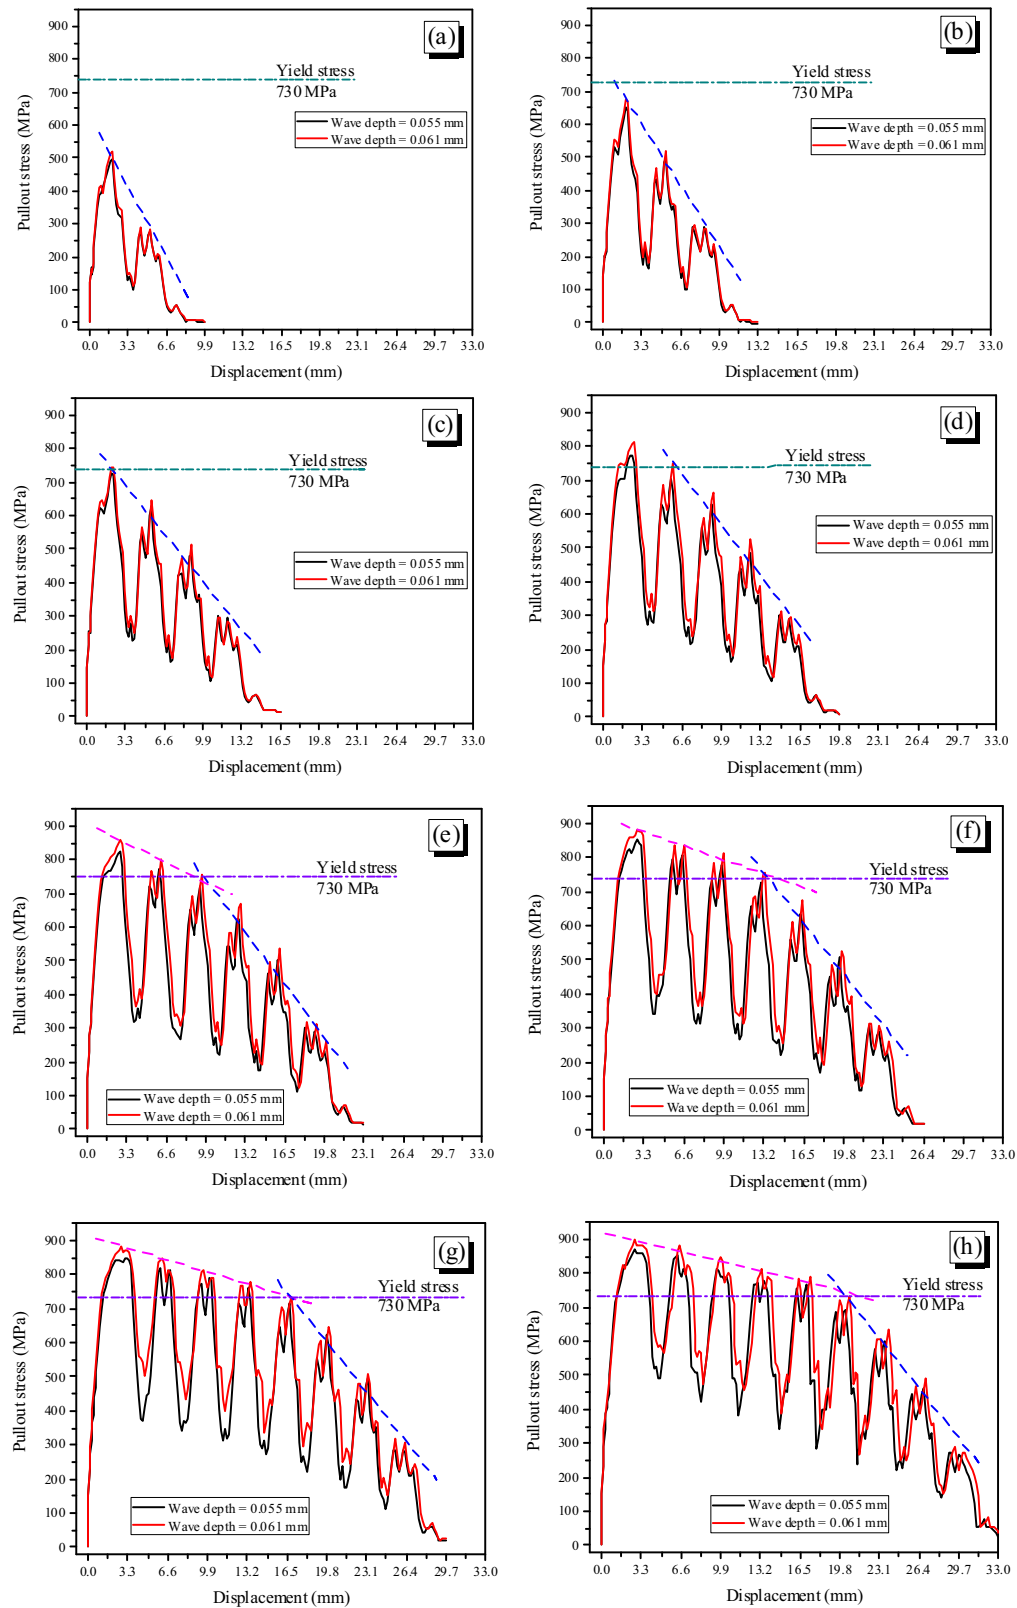 (a)
Pullout stress (MPa)
900
800
700
600
500
400
300
200
100
0
Yield stress
730 MPa
Wave depth = 0.055 mm
Wave depth = 0.061 mm
0.0 3.3 6.6 9.9 13.2 16.5 19.8 23.1 26.4 29.7 33.0
Displacement (mm)
(b)
Pullout stress (MPa)
900
800
700
600
500
400
300
200
100
0
Yield stress
730 MPa
Wave depth = 0.055 mm
Wave depth = 0.061 mm
0.0 3.3 6.6 9.9 13.2 16.5 19.8 23.1 26.4 29.7 33.0
Displacement (mm)
(c)
Pullout stress (MPa)
900
800
700
600
500
400
300
200
100
0
Yield stress
730 MPa
Wave depth = 0.055 mm
Wave depth = 0.061 mm
0.0 3.3 6.6 9.9 13.2 16.5 19.8 23.1 26.4 29.7 33.0
Displacement (mm)
(d)
Pullout stress (MPa)
900
800
700
600
500
400
300
200
100
0
Yield stress
730 MPa
Wave depth = 0.055 mm
Wave depth = 0.061 mm
0.0 3.3 6.6 9.9 13.2 16.5 19.8 23.1 26.4 29.7 33.0
Displacement (mm)
(e)
Pullout stress (MPa)
900
800
700
600
500
400
300
200
100
0
Yield stress
730 MPa
Wave depth = 0.055 mm
Wave depth = 0.061 mm
0.0 3.3 6.6 9.9 13.2 16.5 19.8 23.1 26.4 29.7 33.0
Displacement (mm)
(f)
Pullout stress (MPa)
900
800
700
600
500
400
300
200
100
0
Yield stress
730 MPa
Wave depth = 0.055 mm
Wave depth = 0.061 mm
0.0 3.3 6.6 9.9 13.2 16.5 19.8 23.1 26.4 29.7 33.0
Displacement (mm)
(g)
Pullout stress (MPa)
900
800
700
600
500
400
300
200
100
0
Yield stress
730 MPa
Wave depth = 0.055 mm
Wave depth = 0.061 mm
0.0 3.3 6.6 9.9 13.2 16.5 19.8 23.1 26.4 29.7 33.0
Displacement (mm)
(h)
Pullout stress (MPa)
900
800
700
600
500
400
300
200
100
0
Yield stress
730 MPa
Wave depth = 0.055 mm
Wave depth = 0.061 mm
0.0 3.3 6.6 9.9 13.2 16.5 19.8 23.1 26.4 29.7 33.0
Displacement (mm)